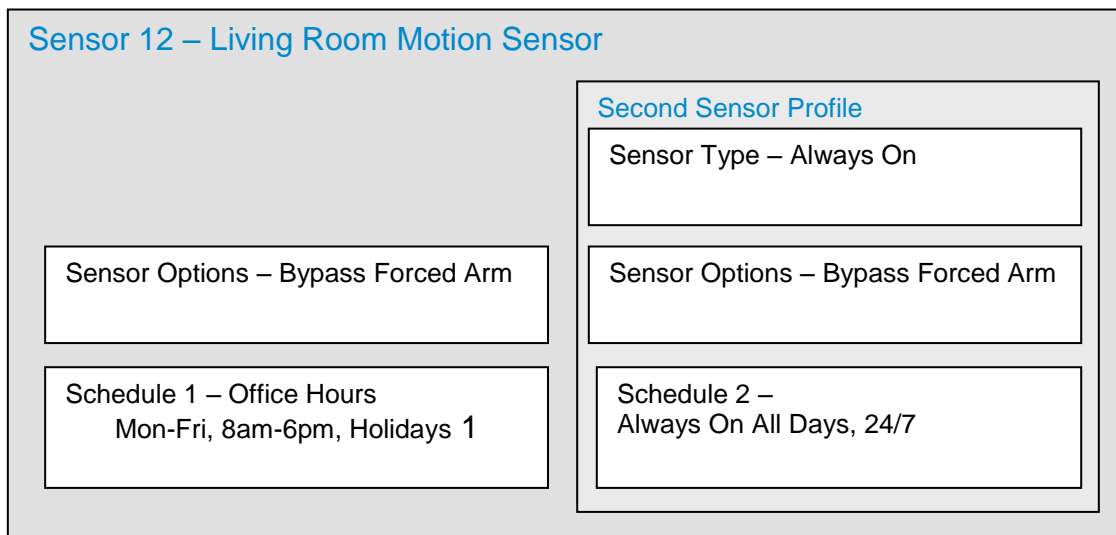 Sensor 12 – Living Room Motion Sensor
Second Sensor Profile
Sensor Type – Always On
Sensor Options – Bypass Forced Arm
Sensor Options – Bypass Forced Arm
Schedule 1 – Office Hours
Mon-Fri, 8am-6pm, Holidays 1
Schedule 2 –
Always On All Days, 24/7